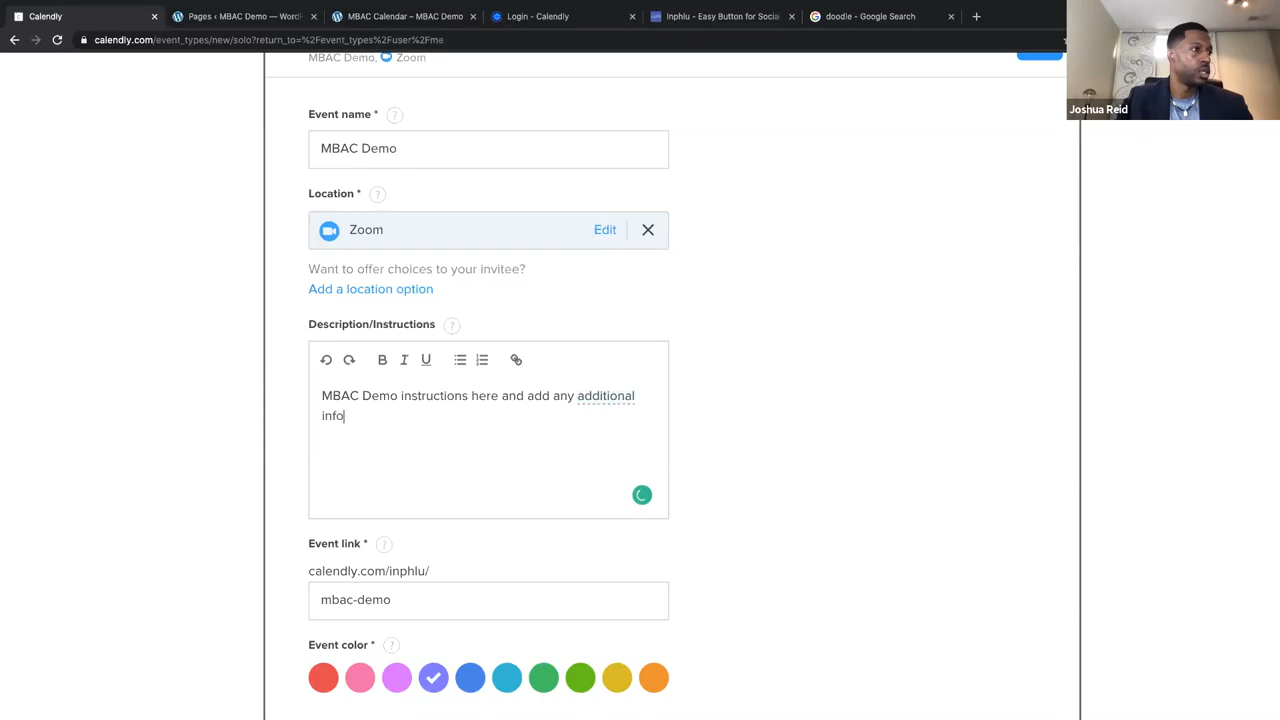 Calendly
Pages ‹ MBAC Demo — WordP
MBAC Calendar – MBAC Demo
Login - Calendly
Inphlu - Easy Button for Social
doodle - Google Search
calendly.com/event_types/new/solo?return_to=%2Fevent_types%2Fuser%2Fme
MBAC Demo, Zoom
Joshua Reid
Event name * ?
MBAC Demo
Location * ?
Zoom Edit
Want to offer choices to your invitee?
Add a location option
Description/Instructions ?
B I U
MBAC Demo instructions here and add any additional
info
Event link * ?
calendly.com/inphlu/
mbac-demo
Event color * ?